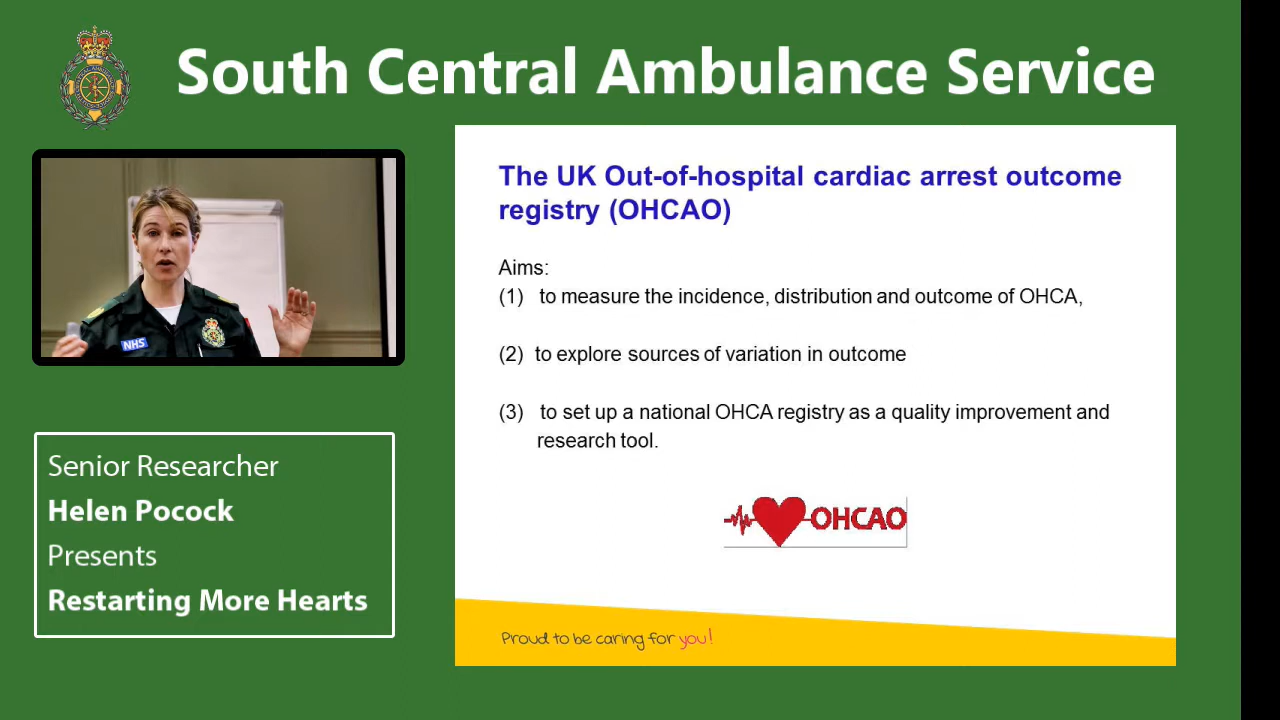 South Central Ambulance Service
The UK Out-of-hospital cardiac arrest outcome
registry (OHCAO)
Aims:
(1) to measure the incidence, distribution and outcome of OHCA,
(2) to explore sources of variation in outcome
(3) to set up a national OHCA registry as a quality improvement and
research tool.
OHCAO
Proud to be caring for you!
NHS
Senior Researcher
Helen Pocock
Presents
Restarting More Hearts